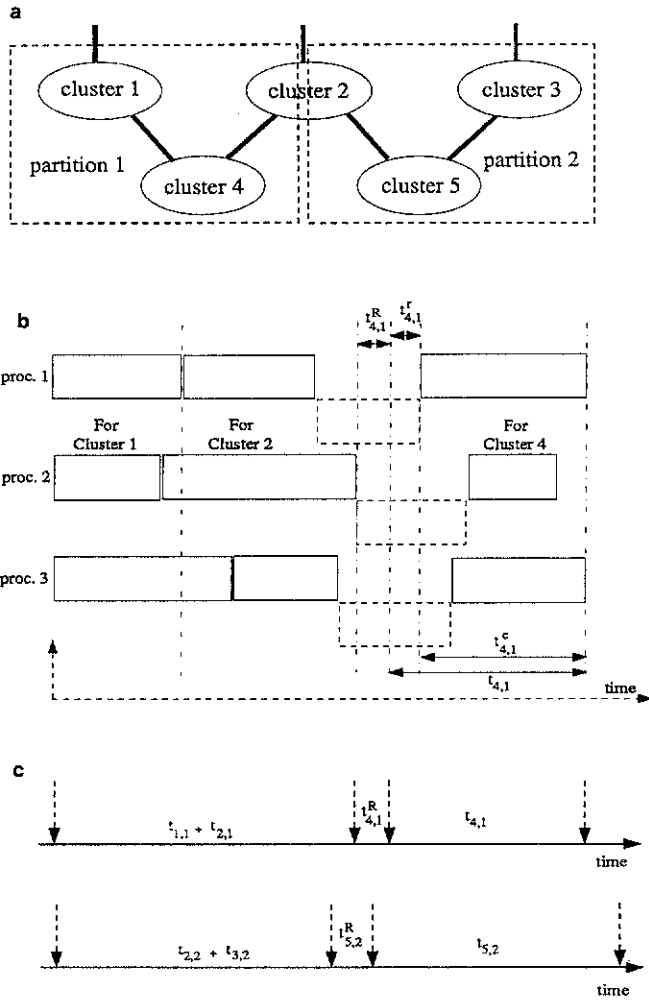 a
cluster 1
cluster 2
cluster 3
partition 1
partition 2
cluster 4
cluster 5
b
t^R_{4,1}
t^r_{4,1}
proc. 1
For
Cluster 1
For
Cluster 2
For
Cluster 4
proc. 2
proc. 3
t^c_{4,1}
t_{4,1}
time
c
t_{1,1} + t_{2,1}
t^R_{4,1}
t_{4,1}
time
t_{2,2} + t_{3,2}
t^R_{5,2}
t_{5,2}
time